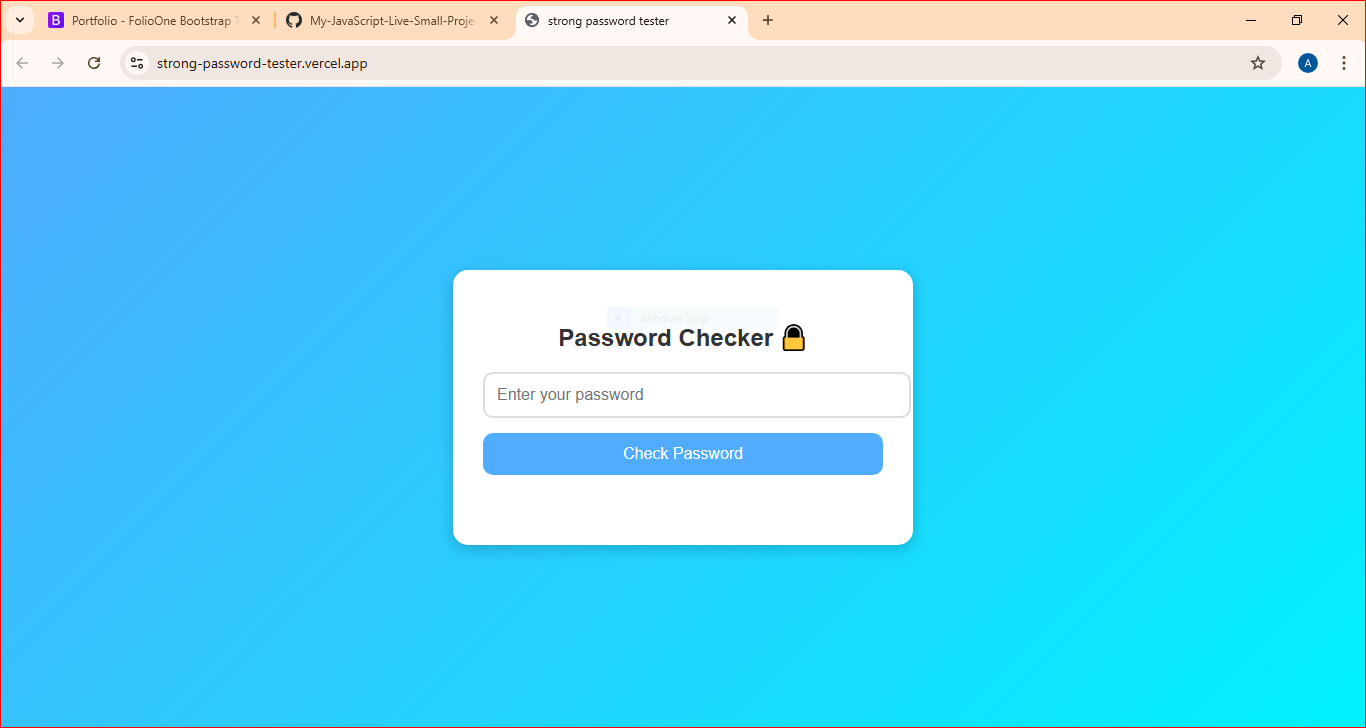 Portfolio - FolioOne Bootstrap
My-JavaScript-Live-Small-Proje
strong password tester
strong-password-tester.vercel.app
A
Window Snip
Password Checker
Enter your password
Check Password